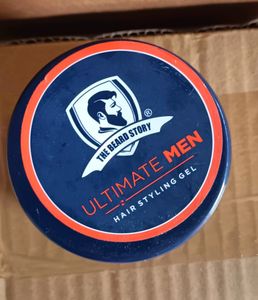 THE BEARD STORY
®
ULTIMATE MEN
HAIR STYLING GEL